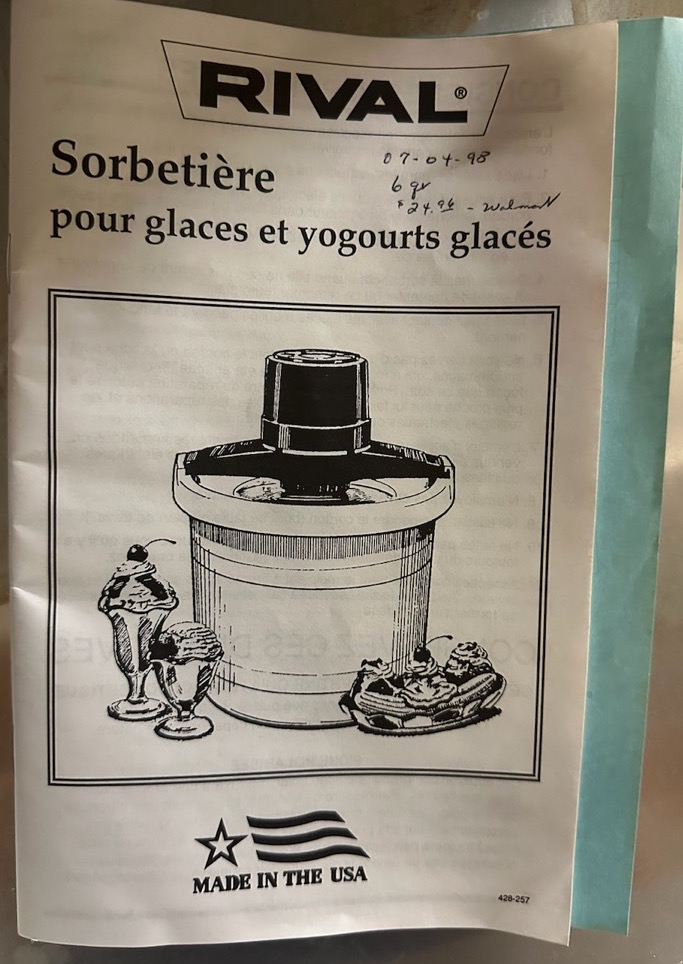 RIVAL®
Sorbetière
07-04-98
6 qr
$24.96 - Walmart
pour glaces et yogourts glacés
MADE IN THE USA
428-257